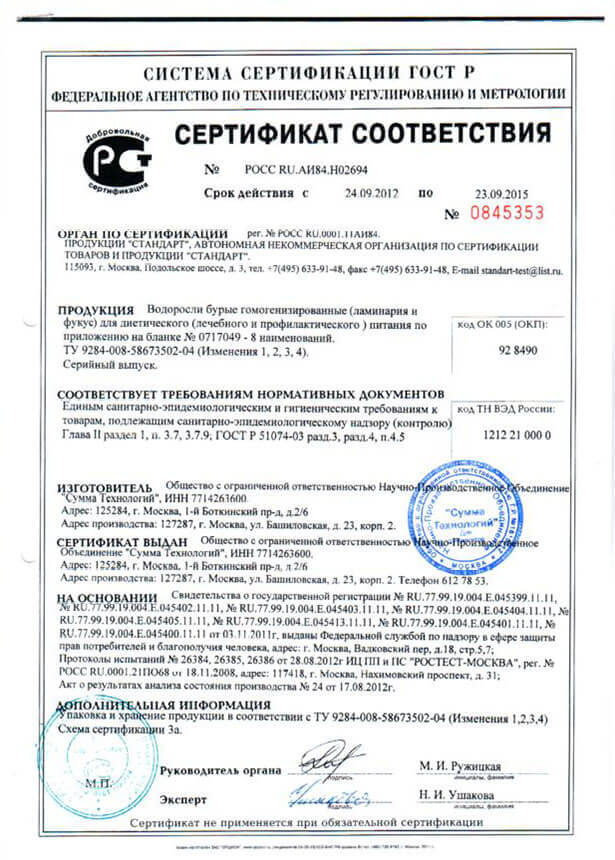 СИСТЕМА СЕРТИФИКАЦИИ ГОСТ Р
ФЕДЕРАЛЬНОЕ АГЕНТСТВО ПО ТЕХНИЧЕСКОМУ РЕГУЛИРОВАНИЮ И МЕТРОЛОГИИ
Добровольная
РСТ
сертификация
СЕРТИФИКАТ СООТВЕТСТВИЯ
№ РОСС RU.АИ84.Н02694
Срок действия с 24.09.2012 по 23.09.2015
№ 0845353
ОРГАН ПО СЕРТИФИКАЦИИ рег. № РОСС RU.0001.11АИ84.
ПРОДУКЦИИ "СТАНДАРТ", АВТОНОМНАЯ НЕКОММЕРЧЕСКАЯ ОРГАНИЗАЦИЯ ПО СЕРТИФИКАЦИИ
ТОВАРОВ И ПРОДУКЦИИ "СТАНДАРТ".
115093, г. Москва, Подольское шоссе, д. 3, тел. +7(495) 633-91-48, факс +7(495) 633-91-48, E-mail standart-test@list.ru.
ПРОДУКЦИЯ Водоросли бурые гомогенизированные (ламинария и
фукус) для диетического (лечебного и профилактического ) питания по
приложению на бланке № 0717049 - 8 наименований.
ТУ 9284-008-58673502-04 (Изменения 1, 2, 3, 4).
Серийный выпуск.
код ОК 005 (ОКП):
92 8490
СООТВЕТСТВУЕТ ТРЕБОВАНИЯМ НОРМАТИВНЫХ ДОКУМЕНТОВ
Единым санитарно-эпидемиологическим и гигиеническим требованиям к
товарам, подлежащим санитарно-эпидемиологическому надзору (контролю)
Глава II раздел 1, п. 3.7, 3.7.9; ГОСТ Р 51074-03 разд.3, разд.4, п.4.5
код ТН ВЭД России:
1212 21 000 0
ИЗГОТОВИТЕЛЬ Общество с ограниченной ответственностью Научно-Производственное Объединение
"Сумма Технологий", ИНН 7714263600.
Адрес: 125284, г. Москва, 1-й Боткинский пр-д, д.2/6
Адрес производства: 127287, г. Москва, ул. Башиловская, д. 23, корп. 2.
"Сумма
Технологий"
МОСКВА
СЕРТИФИКАТ ВЫДАН Общество с ограниченной ответственностью Научно-Производственное
Объединение "Сумма Технологий", ИНН 7714263600.
Адрес: 125284, г. Москва, 1-й Боткинский пр-д, д 2/6
Адрес производства: 127287, г. Москва, ул. Башиловская, д. 23, корп. 2. Телефон 612 78 53.
НА ОСНОВАНИИ Свидетельства о государственной регистрации № RU.77.99.19.004.Е.045399.11.11,
№ RU.77.99.19.004.Е.045402.11.11, № RU.77.99.19.004.Е.045403.11.11, № RU.77.99.19.004.Е.045404.11.11, №
RU.77.99.19.004.Е.045405.11.11, № RU.77.99.19.004.Е.045413.11.11, № RU.77.99.19.004.Е.045401.11.11, №
RU.77.99.19.004.Е.045400.11.11 от 03.11.2011г, выданы Федеральной службой по надзору в сфере защиты
прав потребителей и благополучия человека, адрес: г. Москва, Вадковский пер, д.18, стр.5,7;
Протоколы испытаний № 26384, 26385, 26386 от 28.08.2012г ИЦ ПП и ПС "РОСТЕСТ-МОСКВА", рег. №
РОСС RU.0001.21ПО68 от 18.11.2008, адрес: 117418, г. Москва, Нахимовский проспект, д. 31;
Акт о результатах анализа состояния производства № 24 от 17.08.2012г.
ДОПОЛНИТЕЛЬНАЯ ИНФОРМАЦИЯ
Упаковка и хранение продукции в соответствии с ТУ 9284-008-58673502-04 (Изменения 1,2,3,4)
Схема сертификации 3а.
М.П.
Руководитель органа М. И. Ружицкая
подпись инициалы, фамилия
Эксперт Н. И. Ушакова
подпись инициалы, фамилия
Сертификат не применяется при обязательной сертификации